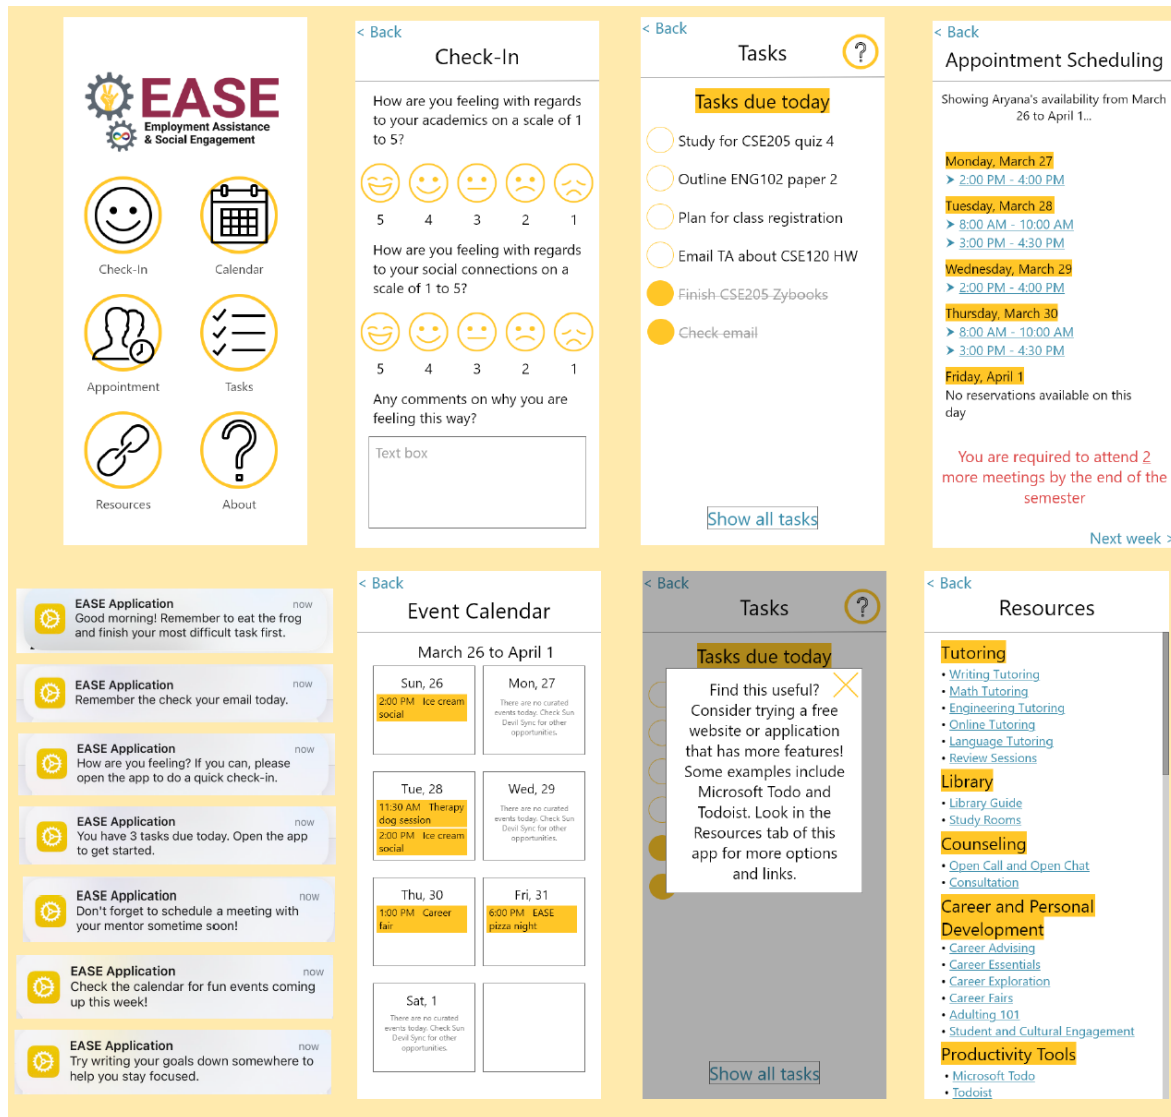 EASE
Employment Assistance
& Social Engagement
Check-In
Calendar
Appointment
Tasks
Resources
About
< Back
Check-In
How are you feeling with regards
to your academics on a scale of 1
to 5?
5 4 3 2 1
How are you feeling with regards
to your social connections on a
scale of 1 to 5?
5 4 3 2 1
Any comments on why you are
feeling this way?
Text box
< Back
Tasks
?
Tasks due today
Study for CSE205 quiz 4
Outline ENG102 paper 2
Plan for class registration
Email TA about CSE120 HW
Finish CSE205 Zybooks
Check email
Show all tasks
< Back
Appointment Scheduling
Showing Aryana's availability from March
26 to April 1...
Monday, March 27
➤ 2:00 PM - 4:00 PM
Tuesday, March 28
➤ 8:00 AM - 10:00 AM
➤ 3:00 PM - 4:30 PM
Wednesday, March 29
➤ 2:00 PM - 4:00 PM
Thursday, March 30
➤ 8:00 AM - 10:00 AM
➤ 3:00 PM - 4:30 PM
Friday, April 1
No reservations available on this
day
You are required to attend 2
more meetings by the end of the
semester
Next week >
EASE Application now
Good morning! Remember to eat the frog
and finish your most difficult task first.
EASE Application now
Remember the check your email today.
EASE Application now
How are you feeling? If you can, please
open the app to do a quick check-in.
EASE Application now
You have 3 tasks due today. Open the app
to get started.
EASE Application now
Don't forget to schedule a meeting with
your mentor sometime soon!
EASE Application now
Check the calendar for fun events coming
up this week!
EASE Application now
Try writing your goals down somewhere to
help you stay focused.
< Back
Event Calendar
March 26 to April 1
Sun, 26
2:00 PM Ice cream
social
Mon, 27
There are no curated
events today. Check Sun
Devil Sync for other
opportunities.
Tue, 28
11:30 AM Therapy
dog session
2:00 PM Ice cream
social
Wed, 29
There are no curated
events today. Check Sun
Devil Sync for other
opportunities.
Thu, 30
1:00 PM Career
fair
Fri, 31
6:00 PM EASE
pizza night
Sat, 1
There are no curated
events today. Check Sun
Devil Sync for other
opportunities.
< Back
Tasks
?
Tasks due today
Find this useful?
Consider trying a free
website or application
that has more features!
Some examples include
Microsoft Todo and
Todoist. Look in the
Resources tab of this
app for more options
and links.
Show all tasks
< Back
Resources
Tutoring
• Writing Tutoring
• Math Tutoring
• Engineering Tutoring
• Online Tutoring
• Language Tutoring
• Review Sessions
Library
• Library Guide
• Study Rooms
Counseling
• Open Call and Open Chat
• Consultation
Career and Personal
Development
• Career Advising
• Career Essentials
• Career Exploration
• Career Fairs
• Adulting 101
• Student and Cultural Engagement
Productivity Tools
• Microsoft Todo
• Todoist